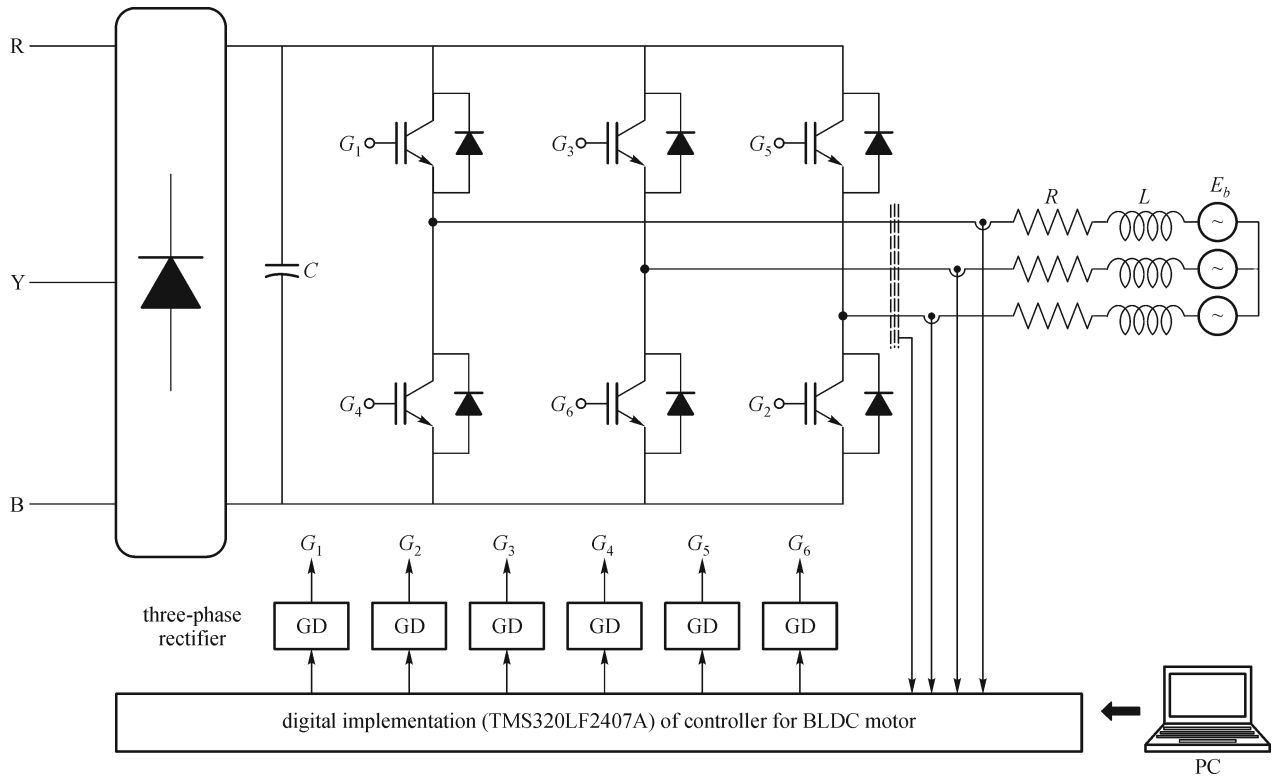 R
Y
B
C
G1
G3
G5
G4
G6
G2
R
L
Eb
~
~
~
G1
G2
G3
G4
G5
G6
three-phase
rectifier
GD
GD
GD
GD
GD
GD
digital implementation (TMS320LF2407A) of controller for BLDC motor
PC